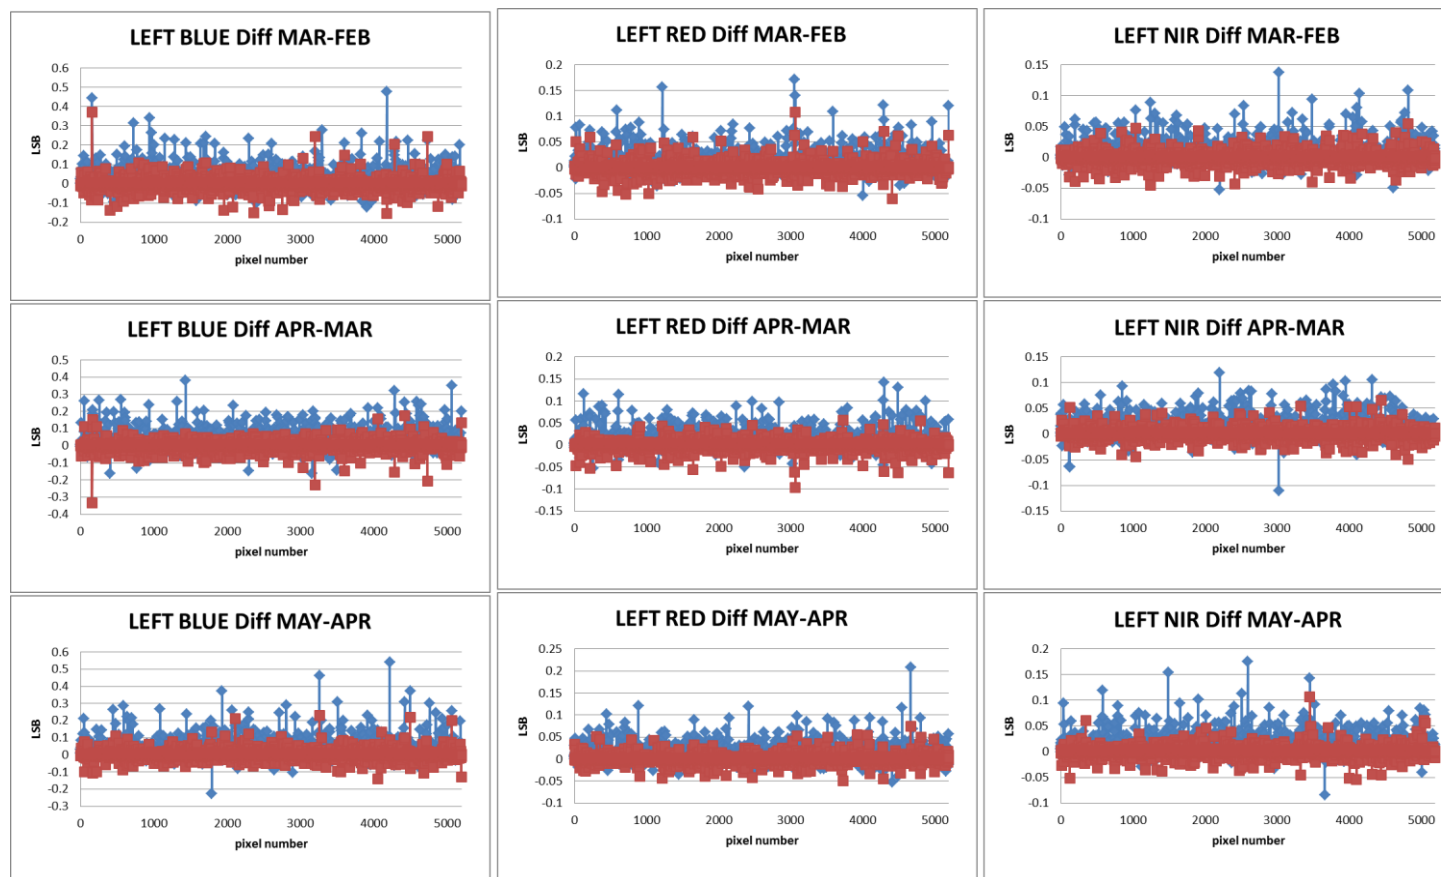 LEFT BLUE Diff MAR-FEB
0.6
0.5
0.4
0.3
0.2
0.1
0
-0.1
-0.2
LSB
0 1000 2000 3000 4000 5000
pixel number
LEFT RED Diff MAR-FEB
0.2
0.15
0.1
0.05
0
-0.05
-0.1
LSB
0 1000 2000 3000 4000 5000
pixel number
LEFT NIR Diff MAR-FEB
0.15
0.1
0.05
0
-0.05
-0.1
LSB
0 1000 2000 3000 4000 5000
pixel number
LEFT BLUE Diff APR-MAR
0.5
0.4
0.3
0.2
0.1
0
-0.1
-0.2
-0.3
-0.4
LSB
0 1000 2000 3000 4000 5000
pixel number
LEFT RED Diff APR-MAR
0.2
0.15
0.1
0.05
0
-0.05
-0.1
-0.15
LSB
0 1000 2000 3000 4000 5000
pixel number
LEFT NIR Diff APR-MAR
0.15
0.1
0.05
0
-0.05
-0.1
-0.15
LSB
0 1000 2000 3000 4000 5000
pixel number
LEFT BLUE Diff MAY-APR
0.6
0.5
0.4
0.3
0.2
0.1
0
-0.1
-0.2
-0.3
LSB
0 1000 2000 3000 4000 5000
pixel number
LEFT RED Diff MAY-APR
0.25
0.2
0.15
0.1
0.05
0
-0.05
-0.1
LSB
0 1000 2000 3000 4000 5000
pixel number
LEFT NIR Diff MAY-APR
0.2
0.15
0.1
0.05
0
-0.05
-0.1
LSB
0 1000 2000 3000 4000 5000
pixel number